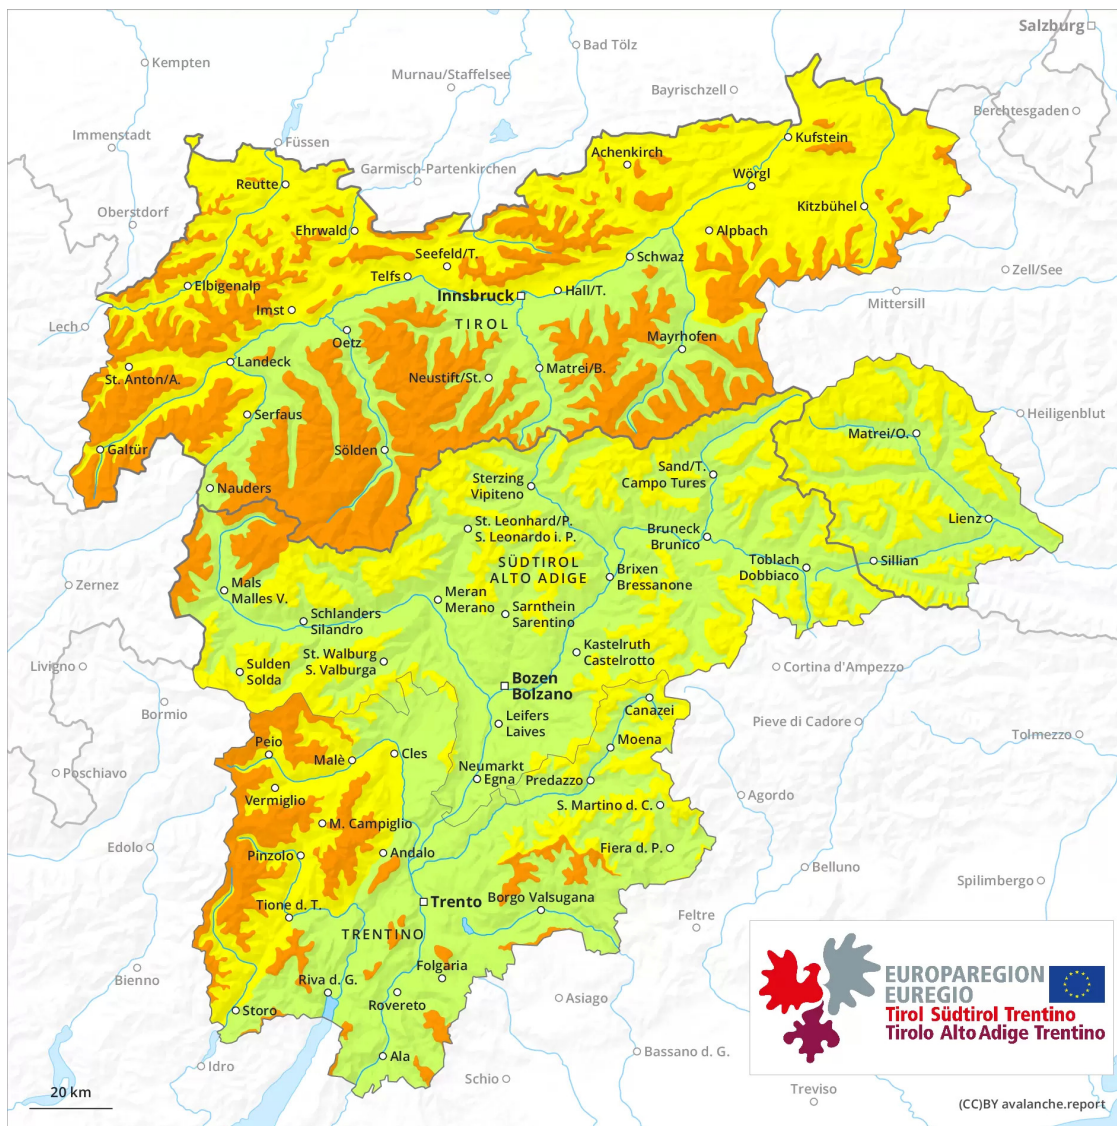 Salzburg
Bad Tölz
Kempten
Murnau/Staffelsee
Bayrischzell
Berchtesgaden
Immenstadt
Füssen
Kufstein
Achenkirch
Garmisch-Partenkirchen
Wörgl
Reutte
Oberstdorf
Kitzbühel
Ehrwald
Alpbach
Seefeld/T.
Schwaz
Telfs
Zell/See
Elbigenalp
Hall/T.
Innsbruck
Mittersill
Imst
TIROL
Lech
Oetz
Mayrhofen
Landeck
Matrei/B.
St. Anton/A.
Neustift/St.
Serfaus
Heiligenblut
Matrei/O.
Galtür
Sölden
Sand/T.
Campo Tures
Sterzing
Vipiteno
Nauders
Lienz
St. Leonhard/P.
S. Leonardo i. P.
Bruneck
Brunico
SÜDTIROL
ALTO ADIGE
Toblach
Dobbiaco
Sillian
Brixen
Bressanone
Zernez
Mals
Malles V.
Meran
Merano
Schlanders
Silandro
Sarnthein
Sarentino
Kastelruth
Castelrotto
St. Walburg
S. Valburga
Livigno
Sulden
Solda
Cortina d'Ampezzo
Bozen
Bolzano
Bormio
Canazei
Leifers
Laives
Pieve di Cadore
Tolmezzo
Moena
Peio
Malè
Cles
Poschiavo
Neumarkt
Egna
Predazzo
Vermiglio
Agordo
S. Martino d. C.
M. Campiglio
Edolo
Pinzolo
Andalo
Fiera d. P.
Belluno
Spilimbergo
Borgo Valsugana
Trento
Tione d. T.
Feltre
TRENTINO
Bienno
Folgaria
Riva d. G.
Rovereto
Asiago
Storo
EUROPAREGION
EUREGIO
Tirol Südtirol Trentino
Tirolo Alto Adige Trentino
Ala
Bassano d. G.
Idro
Schio
Treviso
20 km
(CC)BY avalanche.report